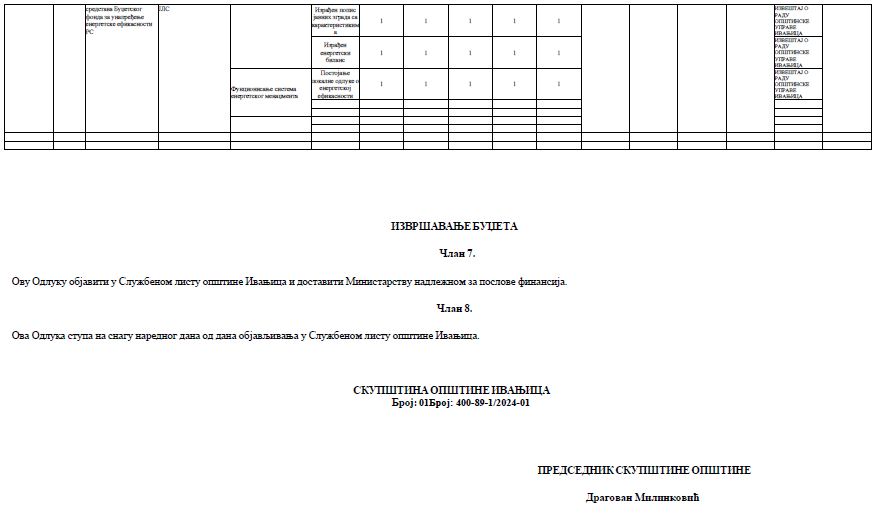 средстава Буџетског
фонда за унапређење
енергетске ефикасности
РС
ЈЛС
Израђен попис
јавних зграда са
карактеристикам
а
1 1 1 1 1
ИЗВЕШТАЈ О
РАДУ
ОПШТИНСКЕ
УПРАВЕ
ИВАЊИЦА
Израђен
енергетски
биланс
1 1 1 1 1
ИЗВЕШТАЈ О
РАДУ
ОПШТИНСКЕ
УПРАВЕ
ИВАЊИЦА
Фунционисање система
енергетског менаџмента
Постојање
локалне одлуке о
енергетској
ефикасности
1 1 1 1 1
ИЗВЕШТАЈ О
РАДУ
ОПШТИНСКЕ
УПРАВЕ
ИВАЊИЦА
ИЗВРШАВАЊЕ БУЏЕТА
Члан 7.
Ову Одлуку објавити у Службеном листу општине Ивањица и доставити Министарству надлежном за послове финансија.
Члан 8.
Ова Одлука ступа на снагу наредног дана од дана објављивања у Службеном листу општине Ивањица.
СКУПШТИНА ОПШТИНЕ ИВАЊИЦА
Број: 01Број: 400-89-1/2024-01
ПРЕДСЕДНИК СКУПШТИНЕ ОПШТИНЕ
Драгован Милинковић